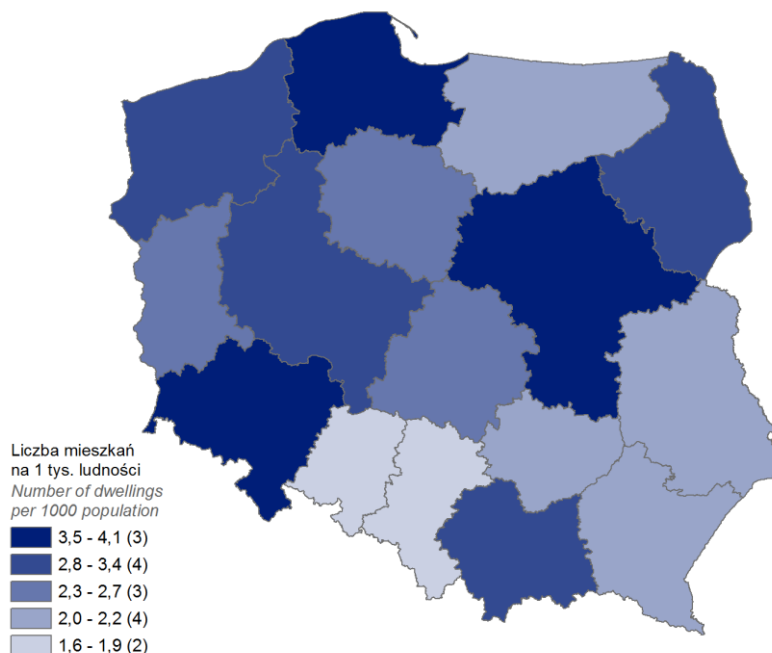 Liczba mieszkań
na 1 tys. ludności
Number of dwellings
per 1000 population
3,5 - 4,1 (3)
2,8 - 3,4 (4)
2,3 - 2,7 (3)
2,0 - 2,2 (4)
1,6 - 1,9 (2)